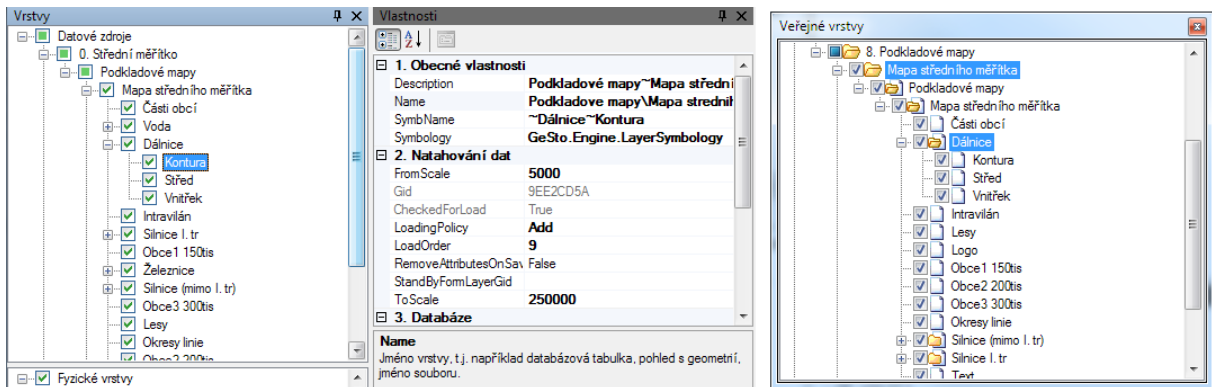 Vrstvy
Datové zdroje
0. Střední měřítko
Podkladové mapy
Mapa středního měřítka
Části obcí
Voda
Dálnice
Kontura
Střed
Vnitřek
Intravilán
Silnice I. tr
Obce1 150tis
Železnice
Silnice (mimo I. tr)
Obce3 300tis
Lesy
Okresy linie
Obce2 200tis
Fyzické vrstvy
Vlastnosti
1. Obecné vlastnosti
Description Podkladové mapy~Mapa středni
Name Podkladove mapy\Mapa strednih
SymbName ~Dálnice~Kontura
Symbology GeSto.Engine.LayerSymbology
2. Natahování dat
FromScale 5000
Gid 9EE2CD5A
CheckedForLoad True
LoadingPolicy Add
LoadOrder 9
RemoveAttributesOnSav False
StandByFormLayerGid
ToScale 250000
3. Databáze
Name
Jméno vrstvy, t.j. například databázová tabulka, pohled s geometrií,
jméno souboru.
Veřejné vrstvy
8. Podkladové mapy
Mapa středního měřítka
Podkladové mapy
Mapa středního měřítka
Části obcí
Dálnice
Kontura
Střed
Vnitřek
Intravilán
Lesy
Logo
Obce1 150tis
Obce2 200tis
Obce3 300tis
Okresy linie
Silnice (mimo I. tr)
Silnice I. tr
Text